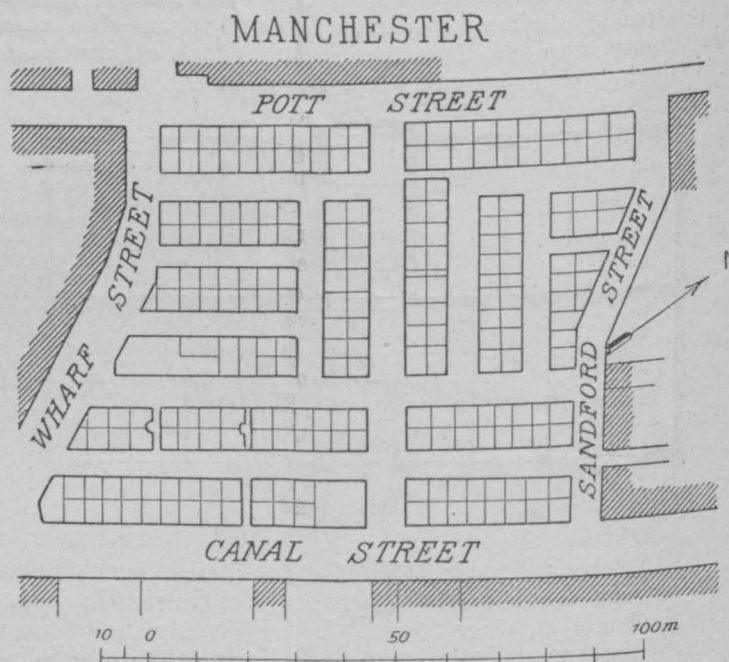 MANCHESTER
POTT STREET
WHARF STREET
SANDFORD STREET
N
CANAL STREET
10 0 50 100m